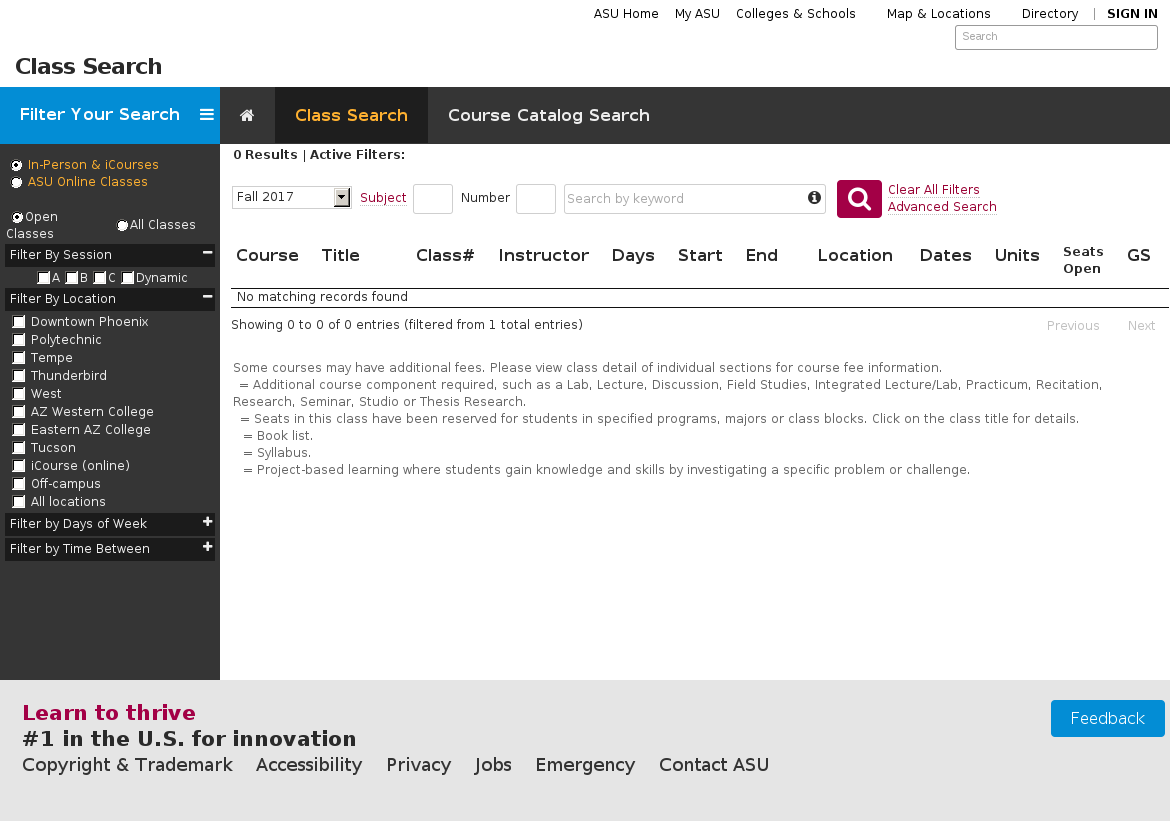 ASU Home My ASU Colleges & Schools Map & Locations Directory | SIGN IN
Search
Class Search
Filter Your Search
Class Search Course Catalog Search
In-Person & iCourses
ASU Online Classes
Open Classes
All Classes
Filter By Session
A B C Dynamic
Filter By Location
Downtown Phoenix
Polytechnic
Tempe
Thunderbird
West
AZ Western College
Eastern AZ College
Tucson
iCourse (online)
Off-campus
All locations
Filter by Days of Week
Filter by Time Between
0 Results | Active Filters:
Fall 2017 Subject Number Search by keyword
Clear All Filters
Advanced Search
Course Title Class# Instructor Days Start End Location Dates Units Seats Open GS
No matching records found
Showing 0 to 0 of 0 entries (filtered from 1 total entries) Previous Next
Some courses may have additional fees. Please view class detail of individual sections for course fee information.
= Additional course component required, such as a Lab, Lecture, Discussion, Field Studies, Integrated Lecture/Lab, Practicum, Recitation,
Research, Seminar, Studio or Thesis Research.
= Seats in this class have been reserved for students in specified programs, majors or class blocks. Click on the class title for details.
= Book list.
= Syllabus.
= Project-based learning where students gain knowledge and skills by investigating a specific problem or challenge.
Learn to thrive
#1 in the U.S. for innovation
Copyright & Trademark Accessibility Privacy Jobs Emergency Contact ASU
Feedback